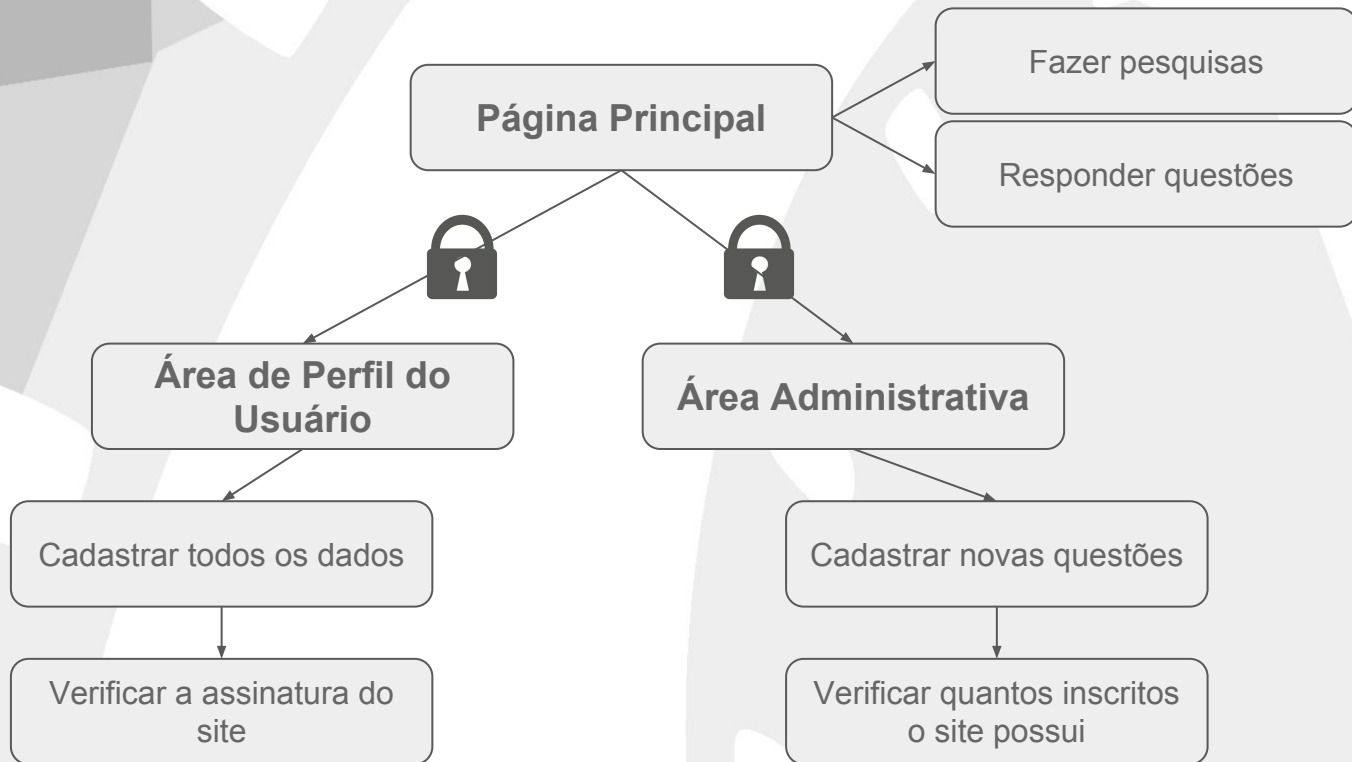 Fazer pesquisas
Página Principal
Responder questões
Área de Perfil do
Usuário
Área Administrativa
Cadastrar todos os dados
Cadastrar novas questões
Verificar a assinatura do
site
Verificar quantos inscritos
o site possui